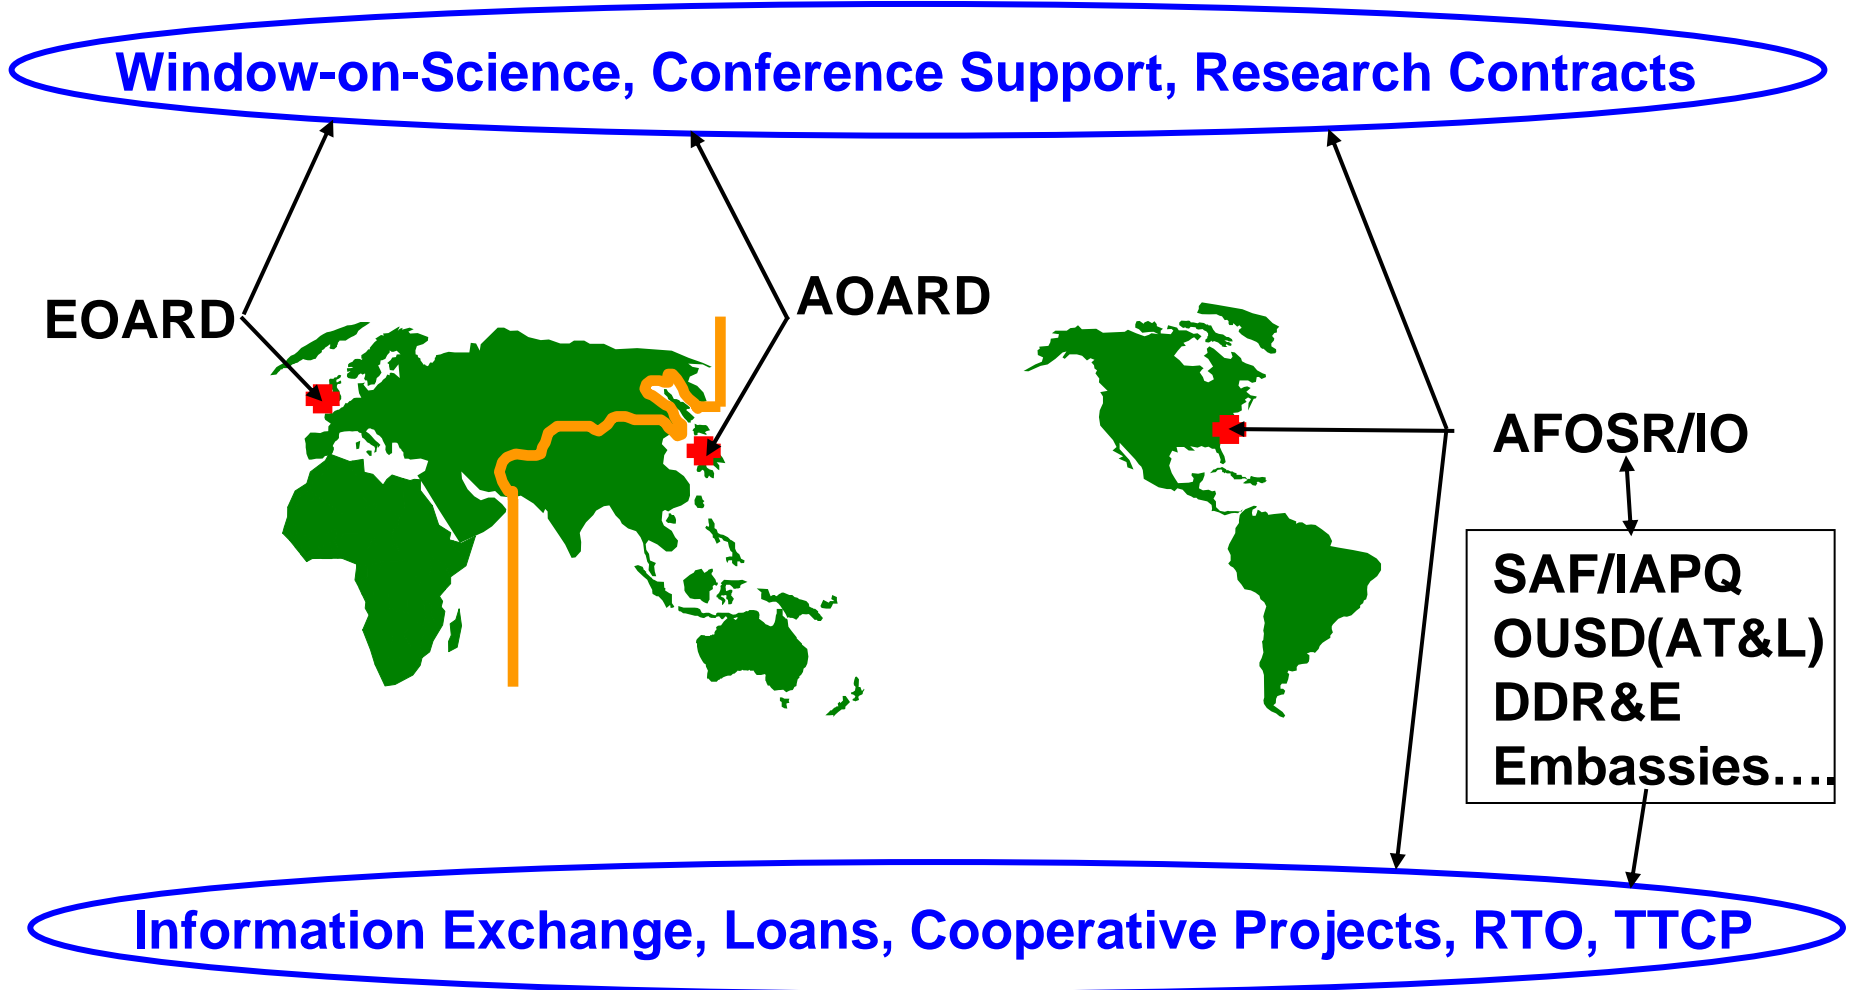 Window-on-Science, Conference Support, Research Contracts
EOARD
AOARD
AFOSR/IO
SAF/IAPQ
OUSD(AT&L)
DDR&E
Embassies….
Information Exchange, Loans, Cooperative Projects, RTO, TTCP